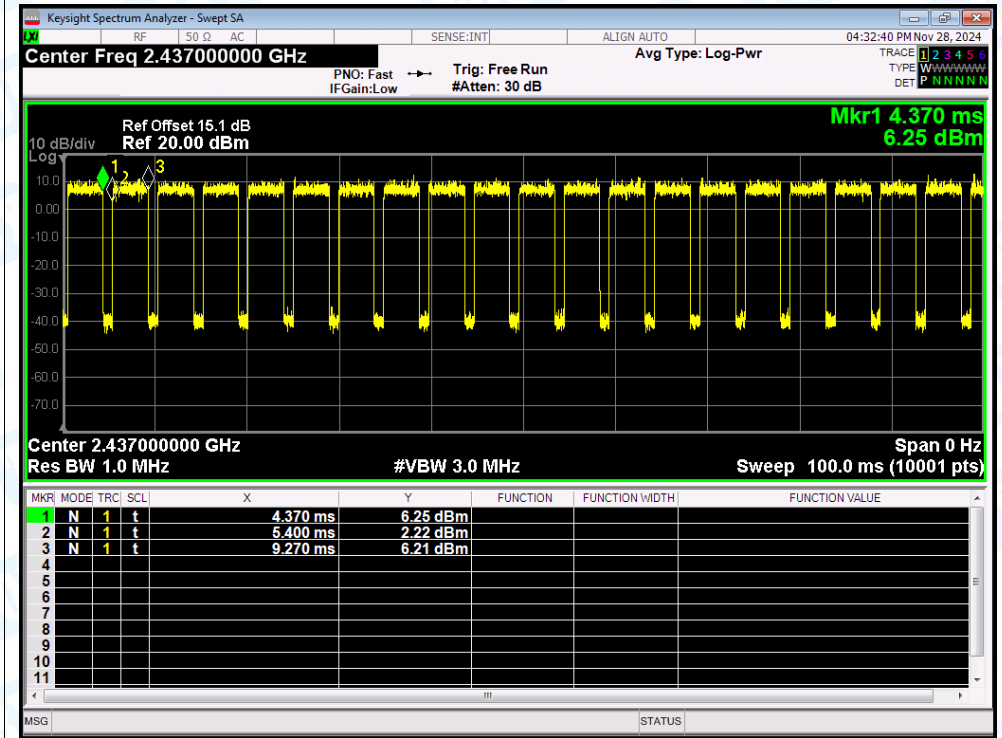 Keysight Spectrum Analyzer - Swept SA
LXI RF 50 Ω AC SENSE:INT ALIGN AUTO 04:32:40 PM Nov 28, 2024
Center Freq 2.437000000 GHz Avg Type: Log-Pwr TRACE 1 2 3 4 5 6
PNO: Fast Trig: Free Run TYPE W W W W W W
IFGain:Low #Atten: 30 dB DET P N N N N N
Mkr1 4.370 ms
Ref Offset 15.1 dB
10 dB/div Ref 20.00 dBm 6.25 dBm
Log
1 2 3
10.0
0.00
-10.0
-20.0
-30.0
-40.0
-50.0
-60.0
-70.0
Center 2.437000000 GHz Span 0 Hz
Res BW 1.0 MHz #VBW 3.0 MHz Sweep 100.0 ms (10001 pts)
MKR MODE TRC SCL X Y FUNCTION FUNCTION WIDTH FUNCTION VALUE
1 N 1 t 4.370 ms 6.25 dBm
2 N 1 t 5.400 ms 2.22 dBm
3 N 1 t 9.270 ms 6.21 dBm
4
5
6
7
8
9
10
11
MSG STATUS